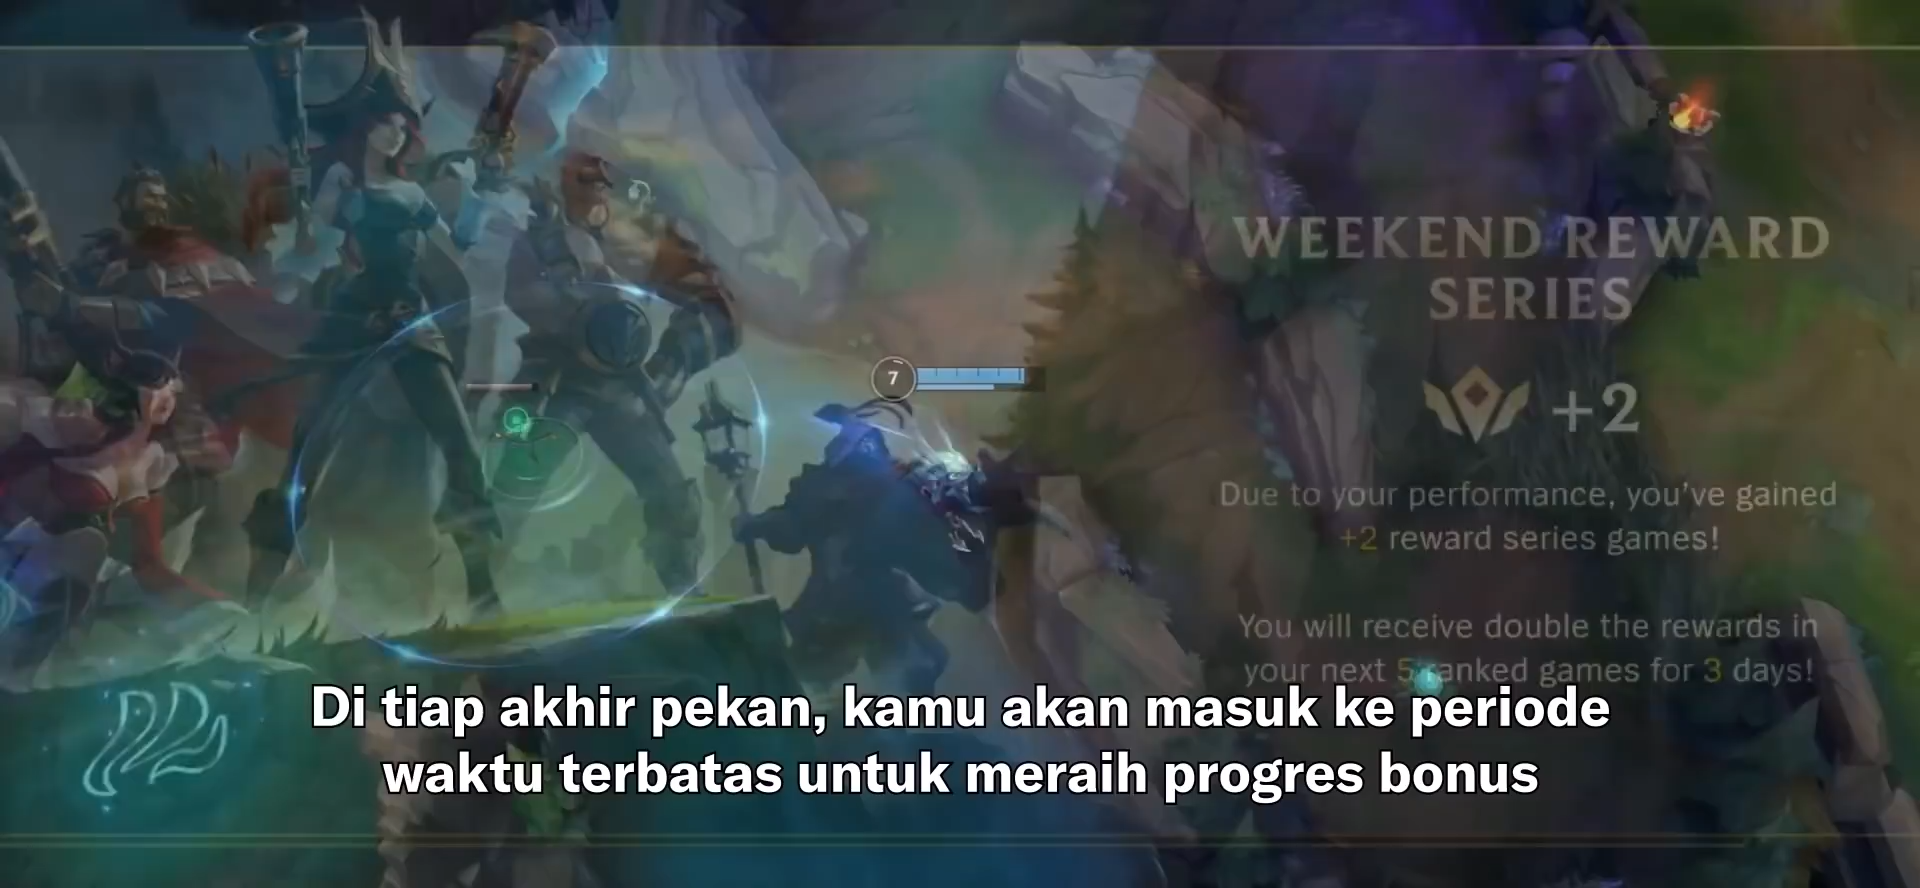 WEEKEND REWARD
SERIES
+2
7
Due to your performance, you've gained
+2 reward series games!
You will receive double the rewards in
your next 5 ranked games for 3 days!
Di tiap akhir pekan, kamu akan masuk ke periode
waktu terbatas untuk meraih progres bonus